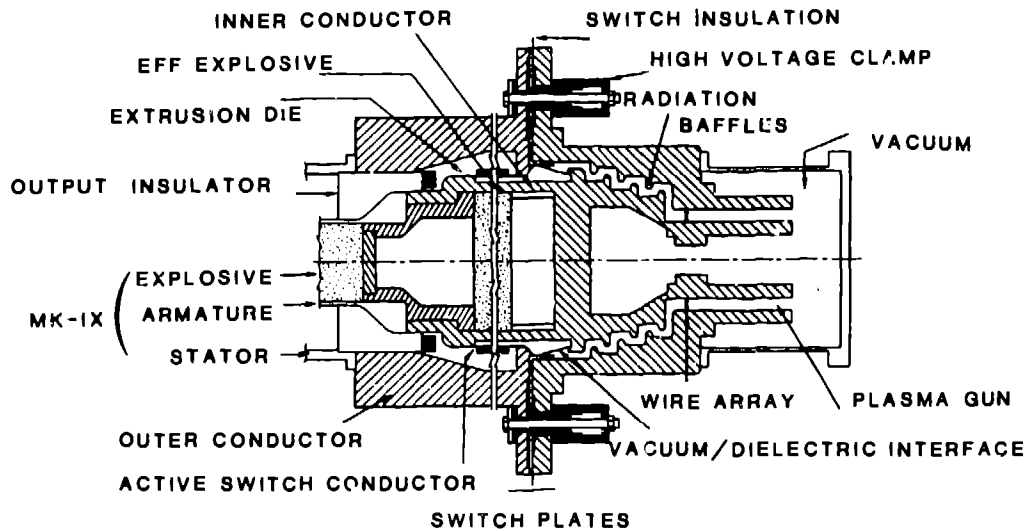 INNER CONDUCTOR
SWITCH INSULATION
EFF EXPLOSIVE
HIGH VOLTAGE CLAMP
EXTRUSION DIE
RADIATION
BAFFLES
VACUUM
OUTPUT INSULATOR
EXPLOSIVE
MK-IX
ARMATURE
STATOR
WIRE ARRAY
PLASMA GUN
OUTER CONDUCTOR
VACUUM/DIELECTRIC INTERFACE
ACTIVE SWITCH CONDUCTOR
SWITCH PLATES